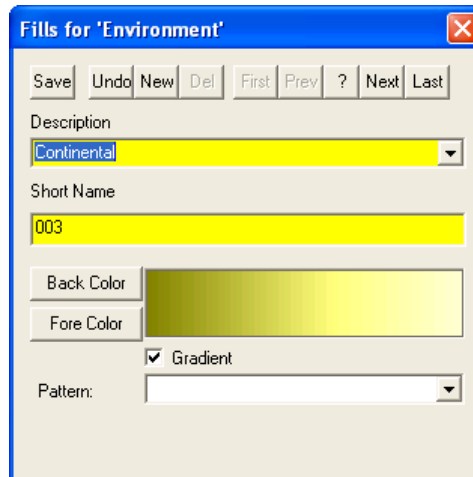 Fills for 'Environment'
Save Undo New Del First Prev ? Next Last
Description
Continental
Short Name
003
Back Color
Fore Color
Gradient
Pattern: